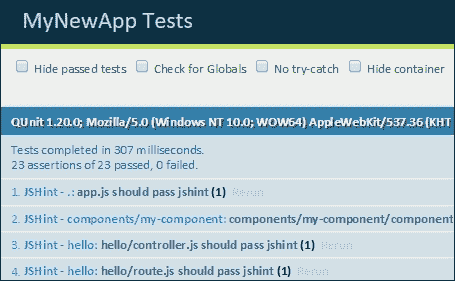 MyNewApp Tests
Hide passed tests Check for Globals No try-catch Hide container
QUnit 1.20.0; Mozilla/5.0 (Windows NT 10.0; WOW64) AppleWebKit/537.36 (KHT
Tests completed in 307 milliseconds.
23 assertions of 23 passed, 0 failed.
1. JSHint - .: app.js should pass jshint (1) Rerun
2. JSHint - components/my-component: components/my-component/component
3. JSHint - hello: hello/controller.js should pass jshint (1) Rerun
4. JSHint - hello: hello/route.js should pass jshint (1) Rerun